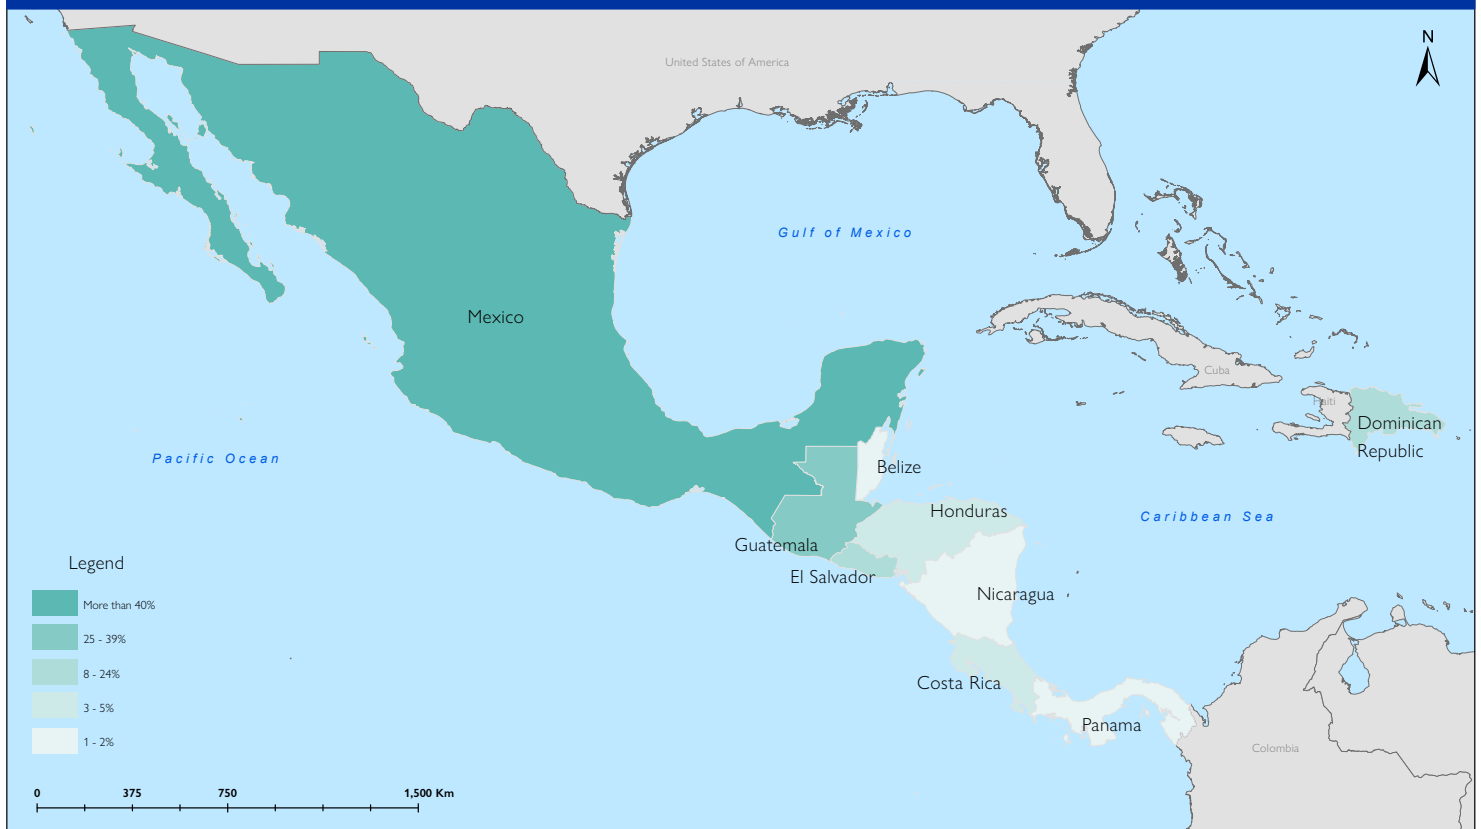 N
United States of America
Gulf of Mexico
Mexico
Cuba
Haiti
Dominican
Republic
Pacific Ocean
Belize
Honduras
Caribbean Sea
Guatemala
El Salvador
Nicaragua
Costa Rica
Panama
Colombia
Legend
More than 40%
25 - 39%
8 - 24%
3 - 5%
1 - 2%
0 375 750 1,500 Km